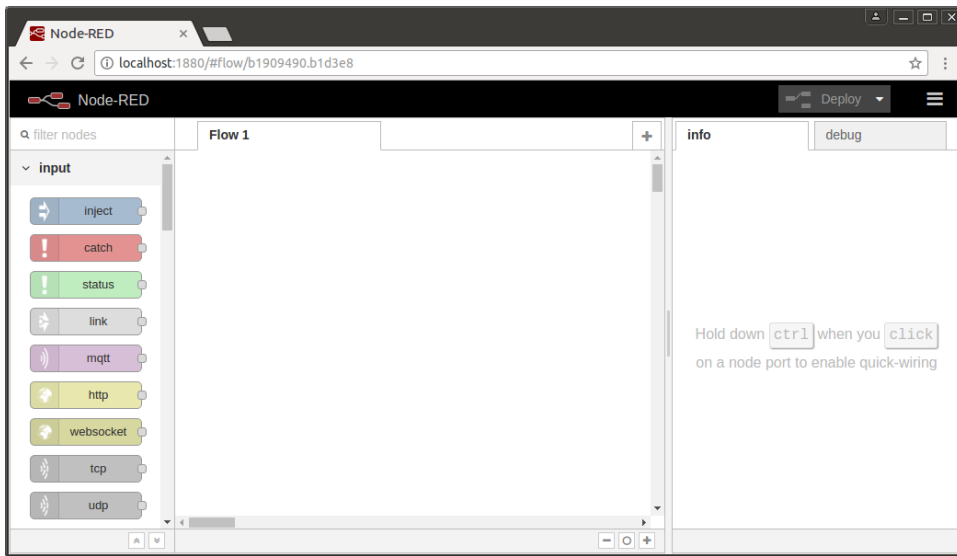 Node-RED
localhost:1880/#flow/b1909490.b1d3e8
Node-RED
Deploy
filter nodes
Flow 1
info
debug
input
inject
catch
status
link
mqtt
http
websocket
tcp
udp
Hold down ctrl when you click
on a node port to enable quick-wiring